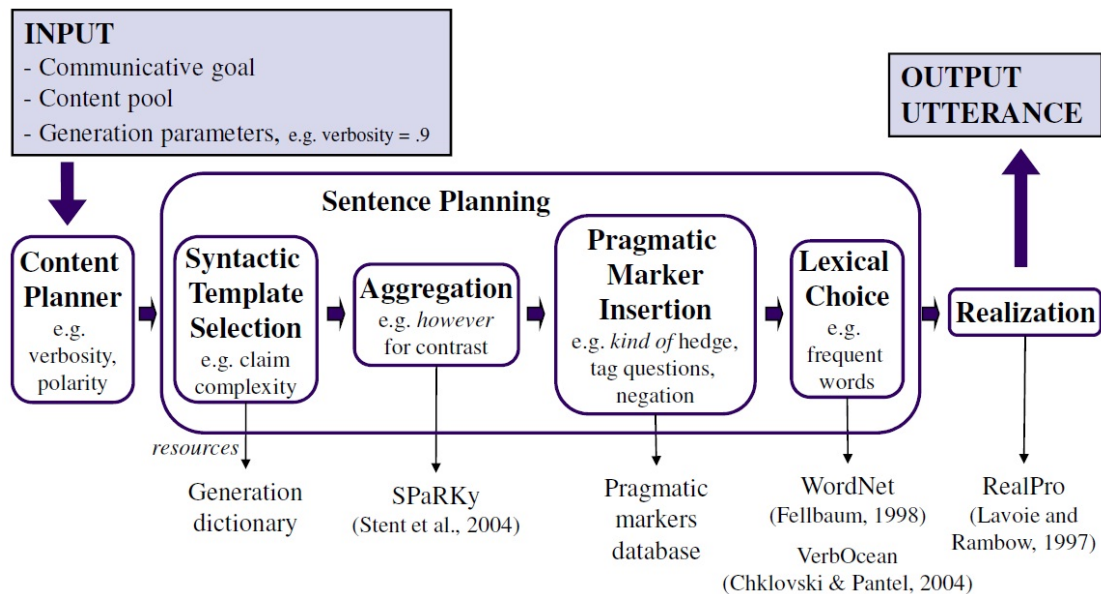 INPUT
- Communicative goal
- Content pool
- Generation parameters, e.g. verbosity = .9
OUTPUT
UTTERANCE
Sentence Planning
Content
Planner
e.g.
verbosity,
polarity
Syntactic
Template
Selection
e.g. claim
complexity
Aggregation
e.g. however
for contrast
Pragmatic
Marker
Insertion
e.g. kind of hedge,
tag questions,
negation
Lexical
Choice
e.g.
frequent
words
Realization
resources
Generation
dictionary
SPaRKy
(Stent et al., 2004)
Pragmatic
markers
database
WordNet
(Fellbaum, 1998)
VerbOcean
(Chklovski & Pantel, 2004)
RealPro
(Lavoie and
Rambow, 1997)